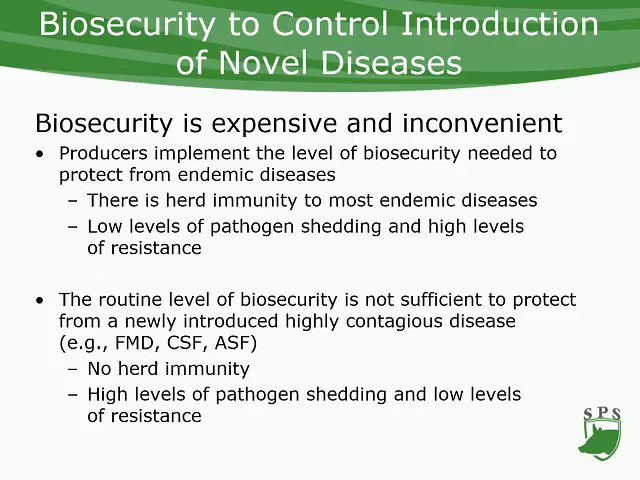 Biosecurity to Control Introduction
of Novel Diseases
Biosecurity is expensive and inconvenient
• Producers implement the level of biosecurity needed to
protect from endemic diseases
– There is herd immunity to most endemic diseases
– Low levels of pathogen shedding and high levels
of resistance
• The routine level of biosecurity is not sufficient to protect
from a newly introduced highly contagious disease
(e.g., FMD, CSF, ASF)
– No herd immunity
– High levels of pathogen shedding and low levels
of resistance
SPS